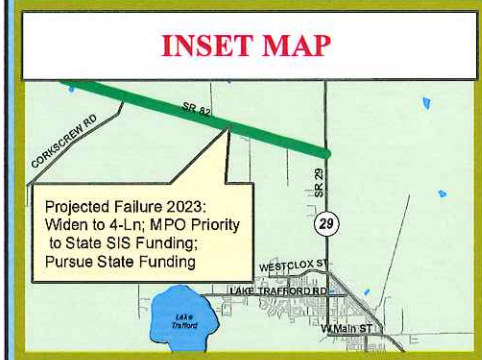 INSET MAP
SR 82
CORKSCREW RD
Projected Failure 2023:
Widen to 4-Ln; MPO Priority
to State SIS Funding;
Pursue State Funding
SR 29
29
WESTCLOX ST
LAKE TRAFFORD RD
Lake
Trafford
W Main ST